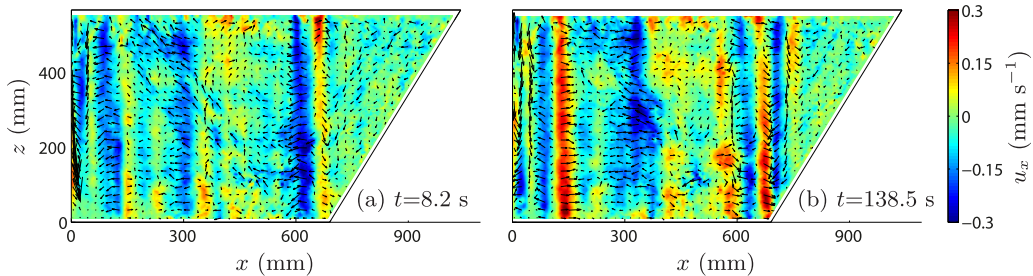 400
200
0
z (mm)
0 300 600 900
x (mm)
(a) t=8.2 s
0 300 600 900
x (mm)
(b) t=138.5 s
0.3
0.15
0
−0.15
−0.3
u_x (mm s⁻¹)